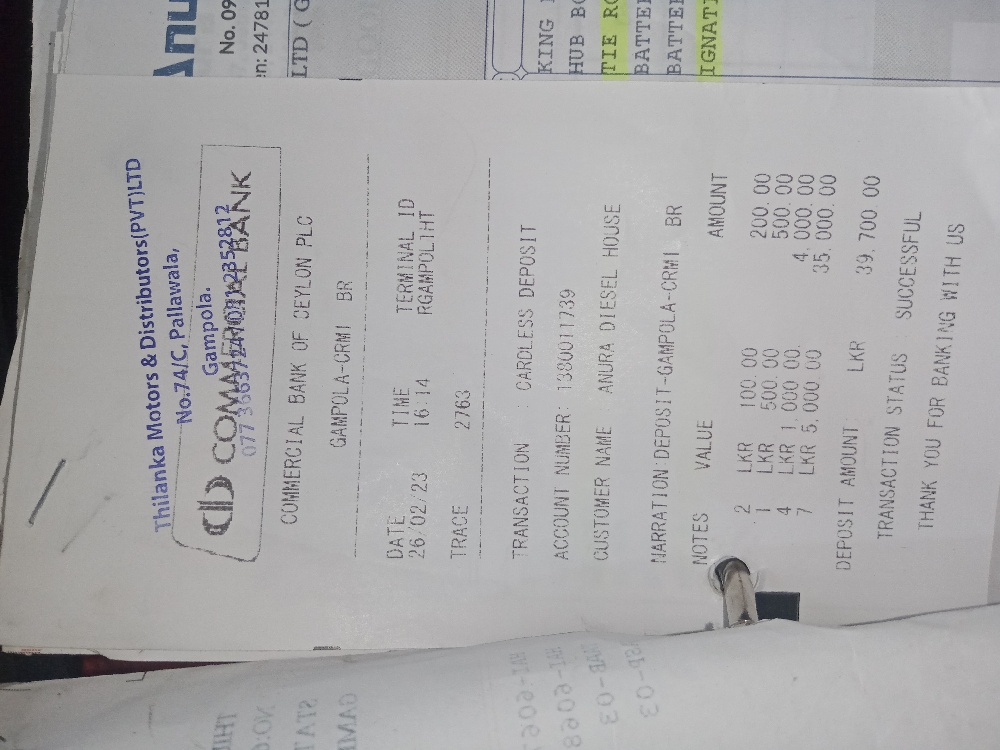 Thilanka Motors & Distributors(PVT)LTD
No.74/C, Pallawala,
Gampola.
COMMERCIAL BANK
COMMERCIAL BANK OF CEYLON PLC
GAMPOLA-CRM1 BR
DATE TIME TERMINAL ID
26/02/23 16:14 RGAMPOL1HT
TRACE 2763
TRANSACTION : CARDLESS DEPOSIT
ACCOUNT NUMBER: 1380011739
CUSTOMER NAME : ANURA DIESEL HOUSE
NARRATION:DEPOSIT-GAMPOLA-CRM1 BR
NOTES VALUE AMOUNT
2 LKR 100.00 200.00
1 LKR 500.00 500.00
4 LKR 1,000.00 4,000.00
7 LKR 5,000.00 35,000.00
DEPOSIT AMOUNT LKR 39,700.00
TRANSACTION STATUS : SUCCESSFUL
THANK YOU FOR BANKING WITH US
No. 09
en: 24781
LTD (G
KING
HUB BO
TIE RO
BATTER
BATTER
IGNATI